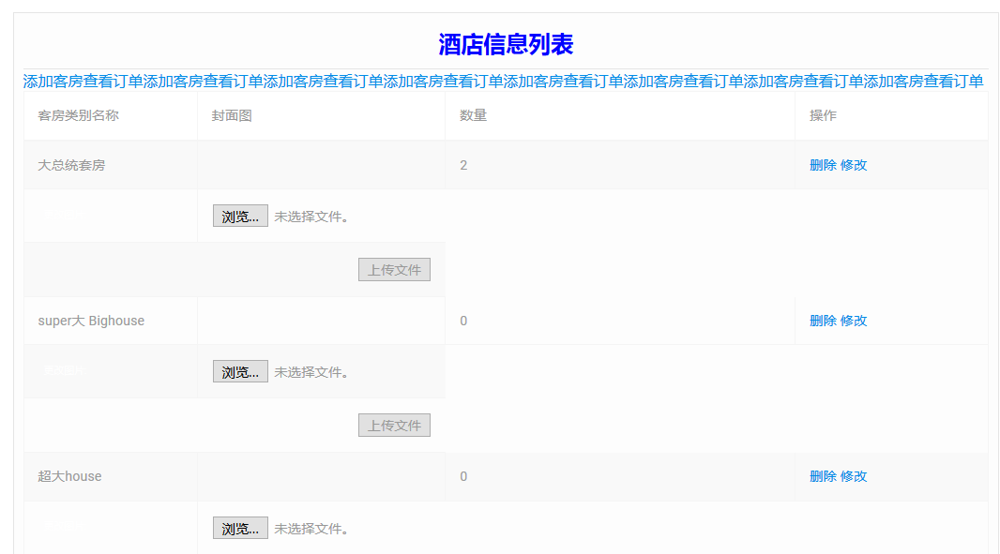 酒店信息列表
添加客房查看订单添加客房查看订单添加客房查看订单添加客房查看订单添加客房查看订单添加客房查看订单添加客房查看订单添加客房查看订单
客房类别名称 封面图 数量 操作
大总统套房 2 删除 修改
浏览... 未选择文件。
上传文件
super大 Bighouse 0 删除 修改
浏览... 未选择文件。
上传文件
超大house 0 删除 修改
浏览... 未选择文件。